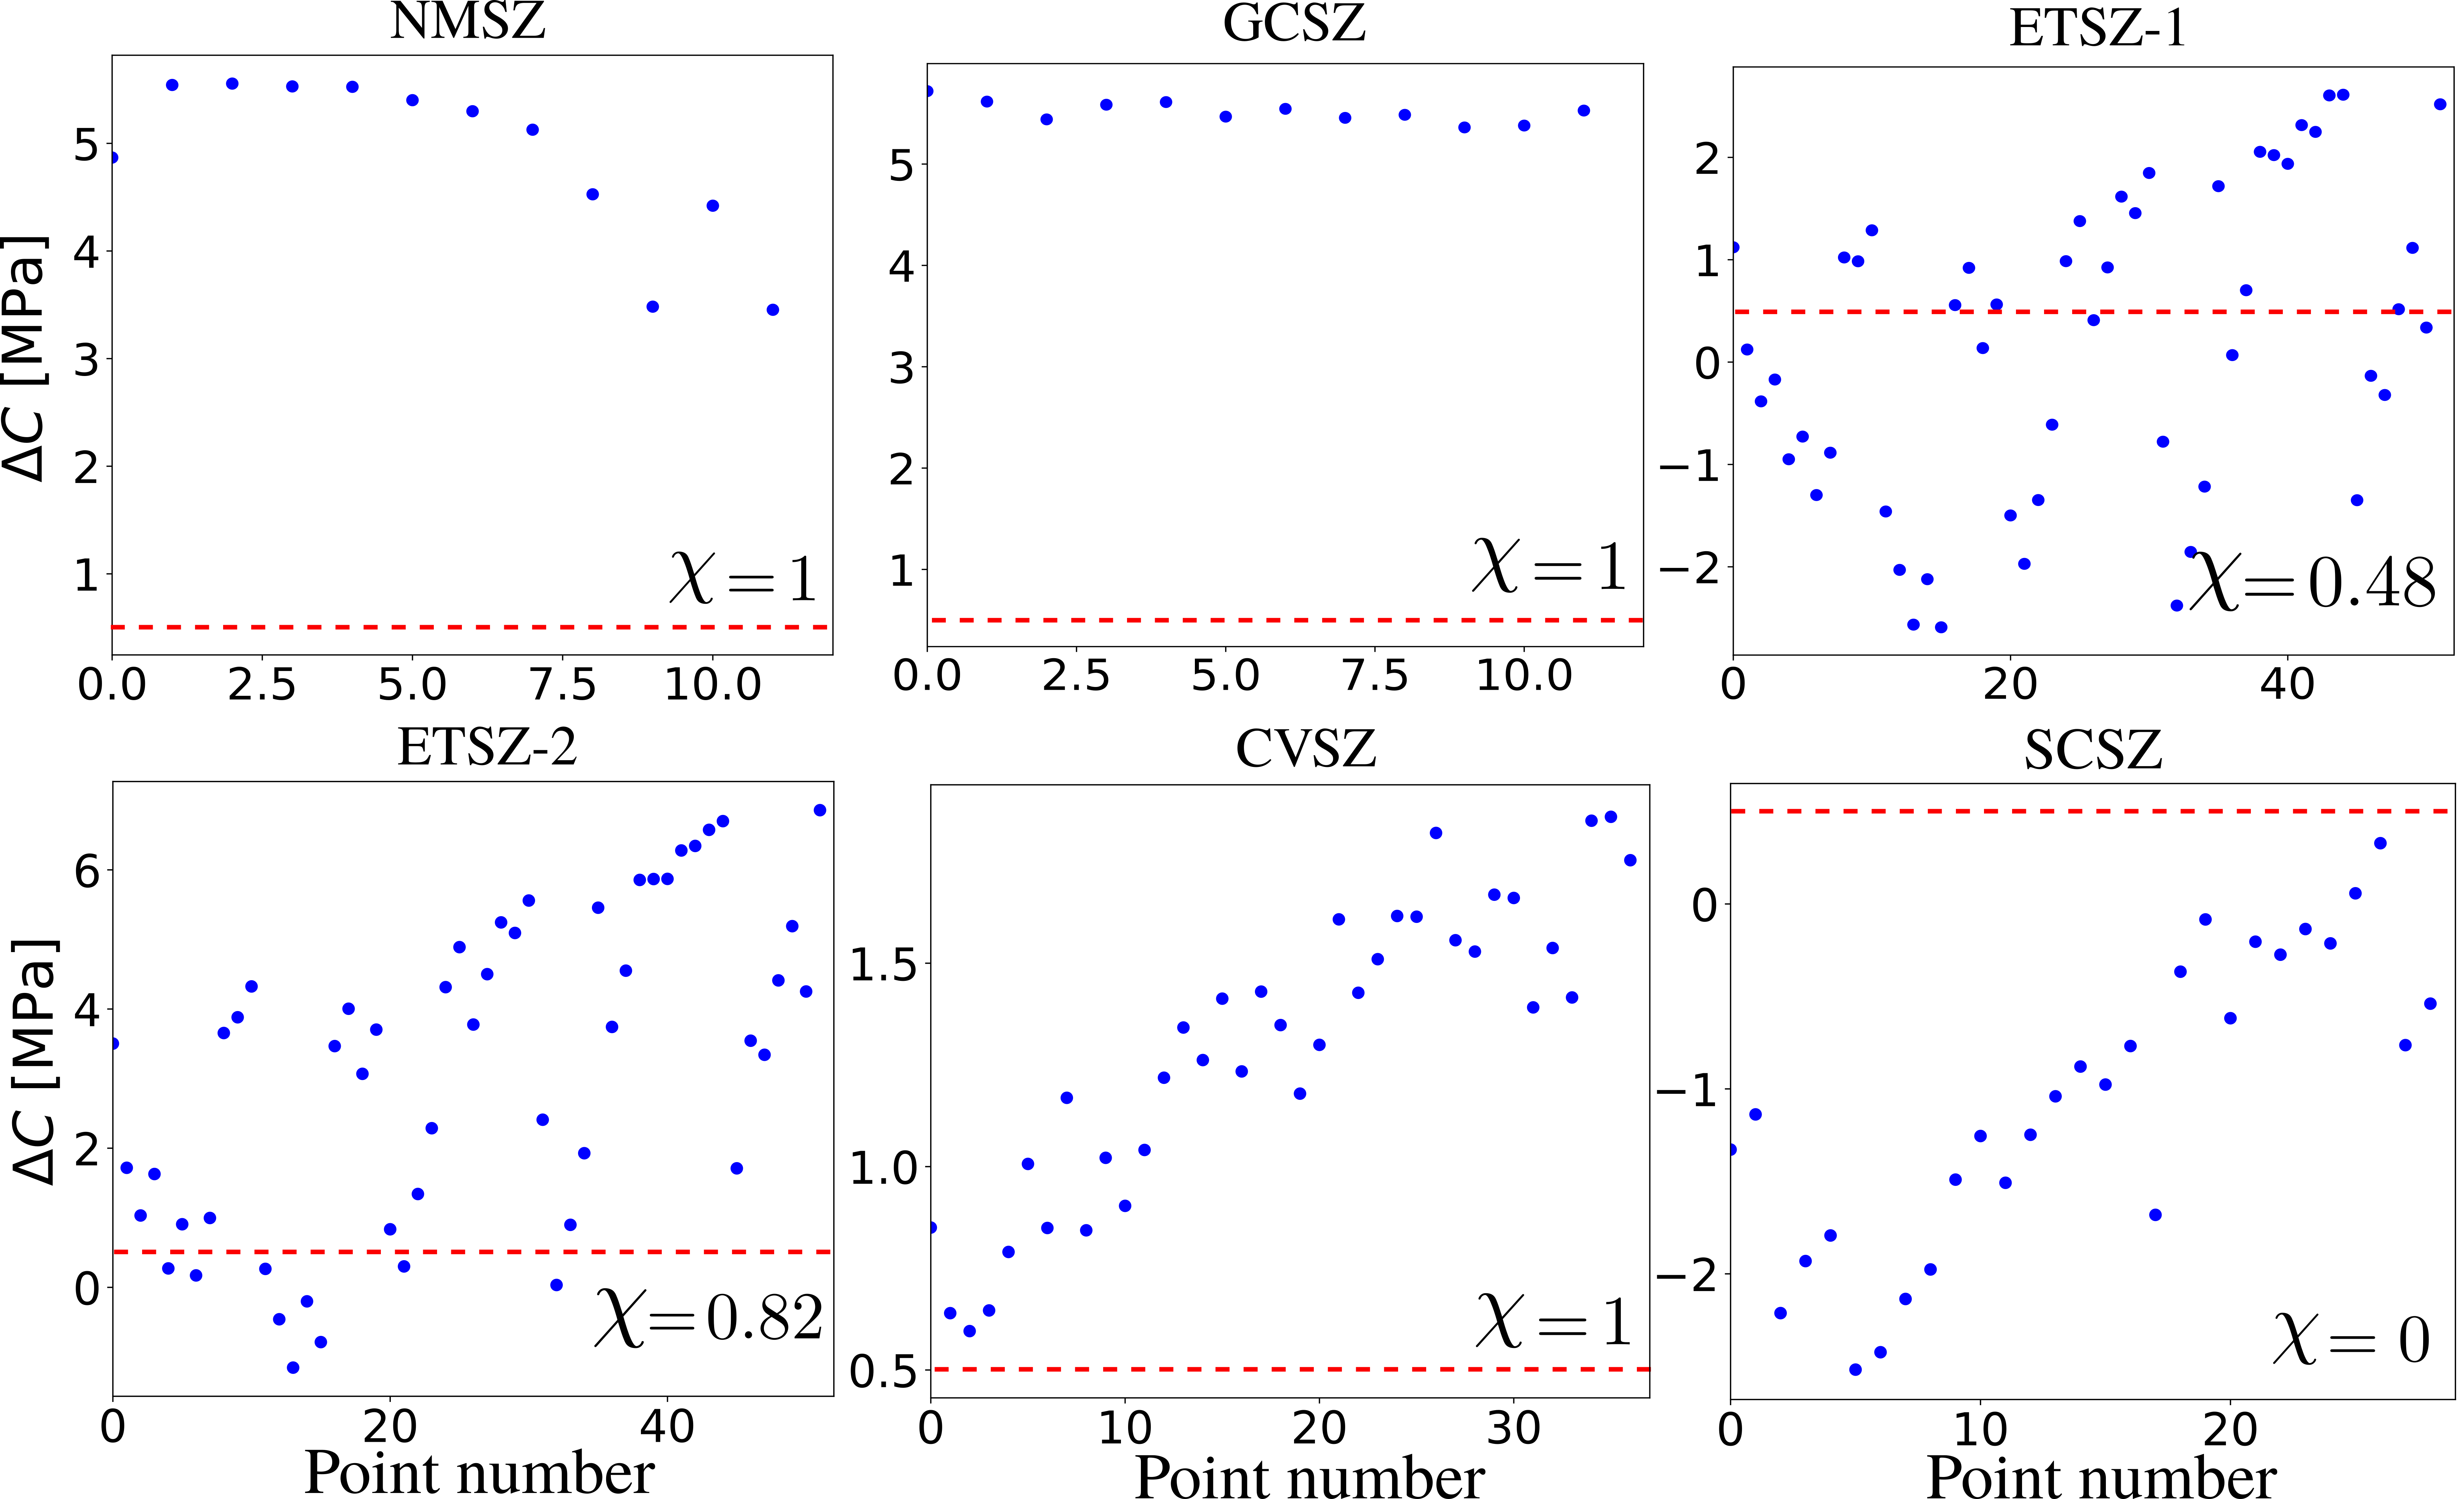 NMSZ
GCSZ
ETSZ-1
ΔC [MPa]
5
4
3
2
1
0.0 2.5 5.0 7.5 10.0
χ=1
5
4
3
2
1
0.0 2.5 5.0 7.5 10.0
χ=1
2
1
0
−1
−2
0 20 40
χ=0.48
ETSZ-2
CVSZ
SCSZ
ΔC [MPa]
6
4
2
0
0 20 40
χ=0.82
Point number
1.5
1.0
0.5
0 10 20 30
χ=1
Point number
0
−1
−2
0 10 20
χ= 0
Point number